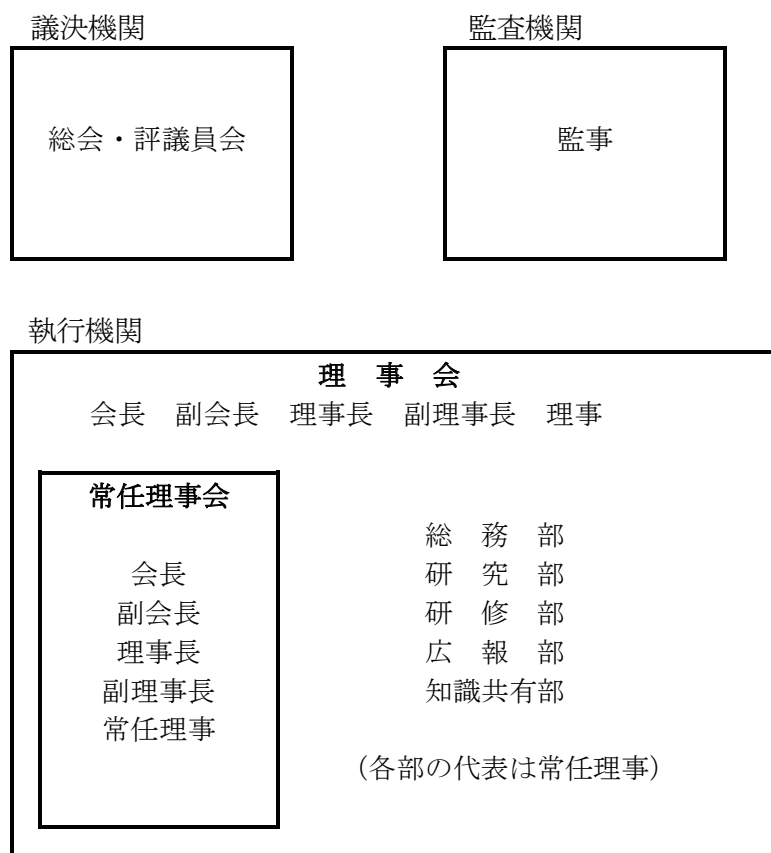 議決機関
総会・評議員会
監査機関
監事
執行機関
理　事　会
会長　副会長　理事長　副理事長　理事
常任理事会
会長
副会長
理事長
副理事長
常任理事
総　務　部
研　究　部
研　修　部
広　報　部
知識共有部
（各部の代表は常任理事）